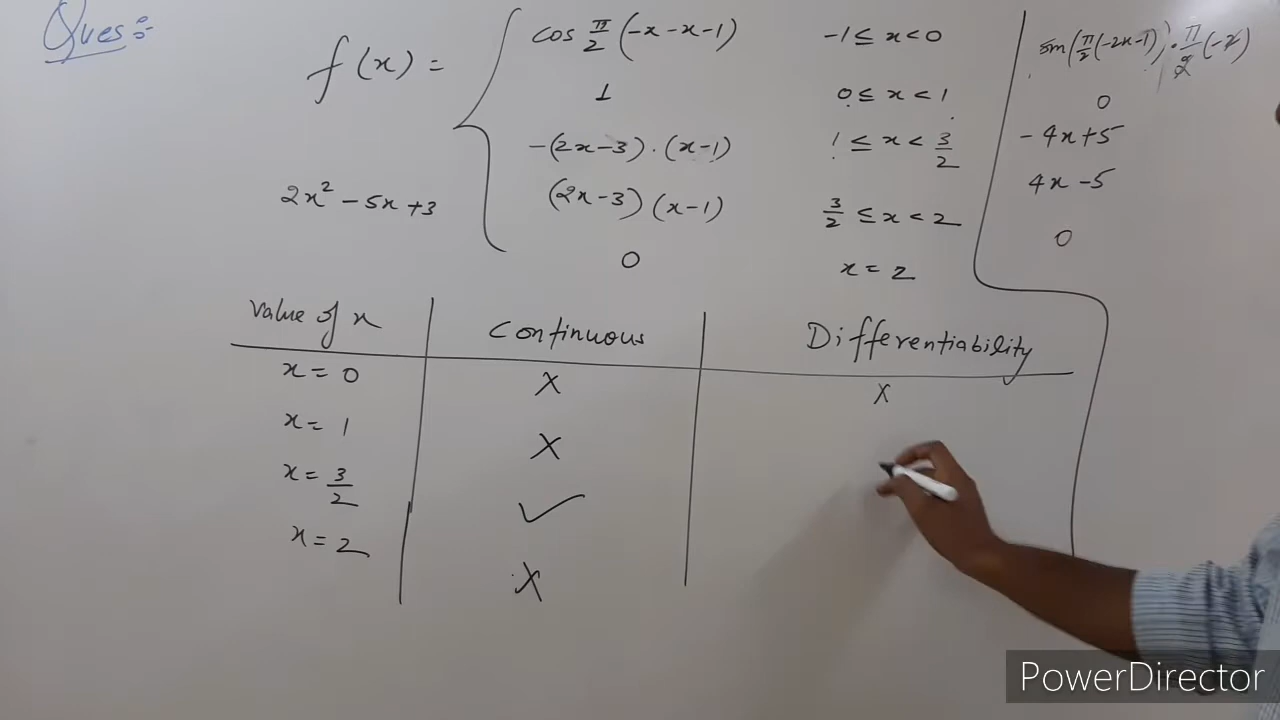 Ques:-
f(x) = { cos π/2 (-x-x-1) -1 ≤ x < 0 sin(π/2(-2x-1))·π/2(-2)
1 0 ≤ x < 1 0
-(2x-3)·(x-1) 1 ≤ x < 3/2 -4x+5
2x² -5x+3 (2x-3)(x-1) 3/2 ≤ x < 2 4x-5
0 x = 2 0
Value of x Continuous Differentiability
x = 0 X X
x = 1 X
x = 3/2 ✓
x = 2 X
PowerDirector